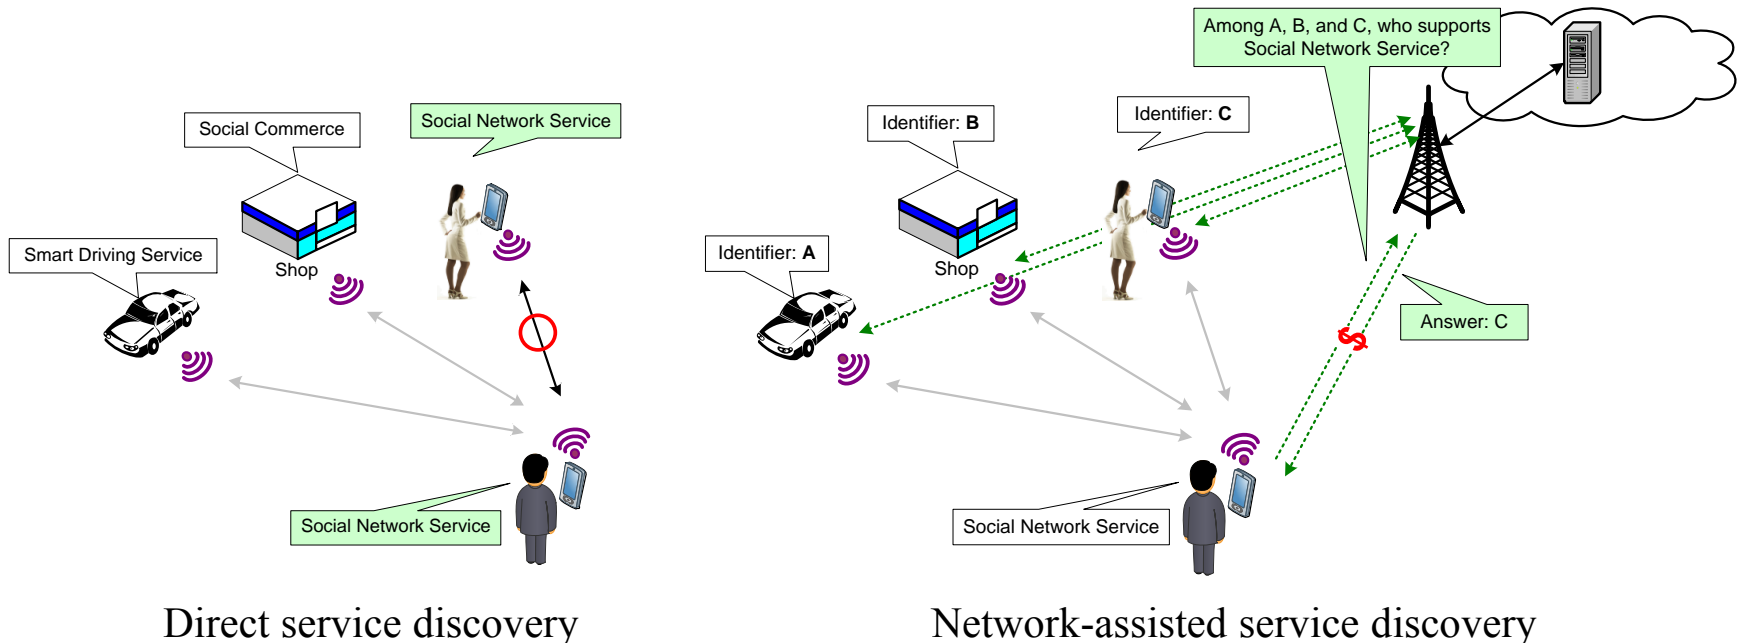 Social Commerce
Social Network Service
Smart Driving Service
Shop
Social Network Service
Direct service discovery
Among A, B, and C, who supports
Social Network Service?
Identifier: B
Identifier: C
Identifier: A
Shop
Answer: C
$
Social Network Service
Network-assisted service discovery